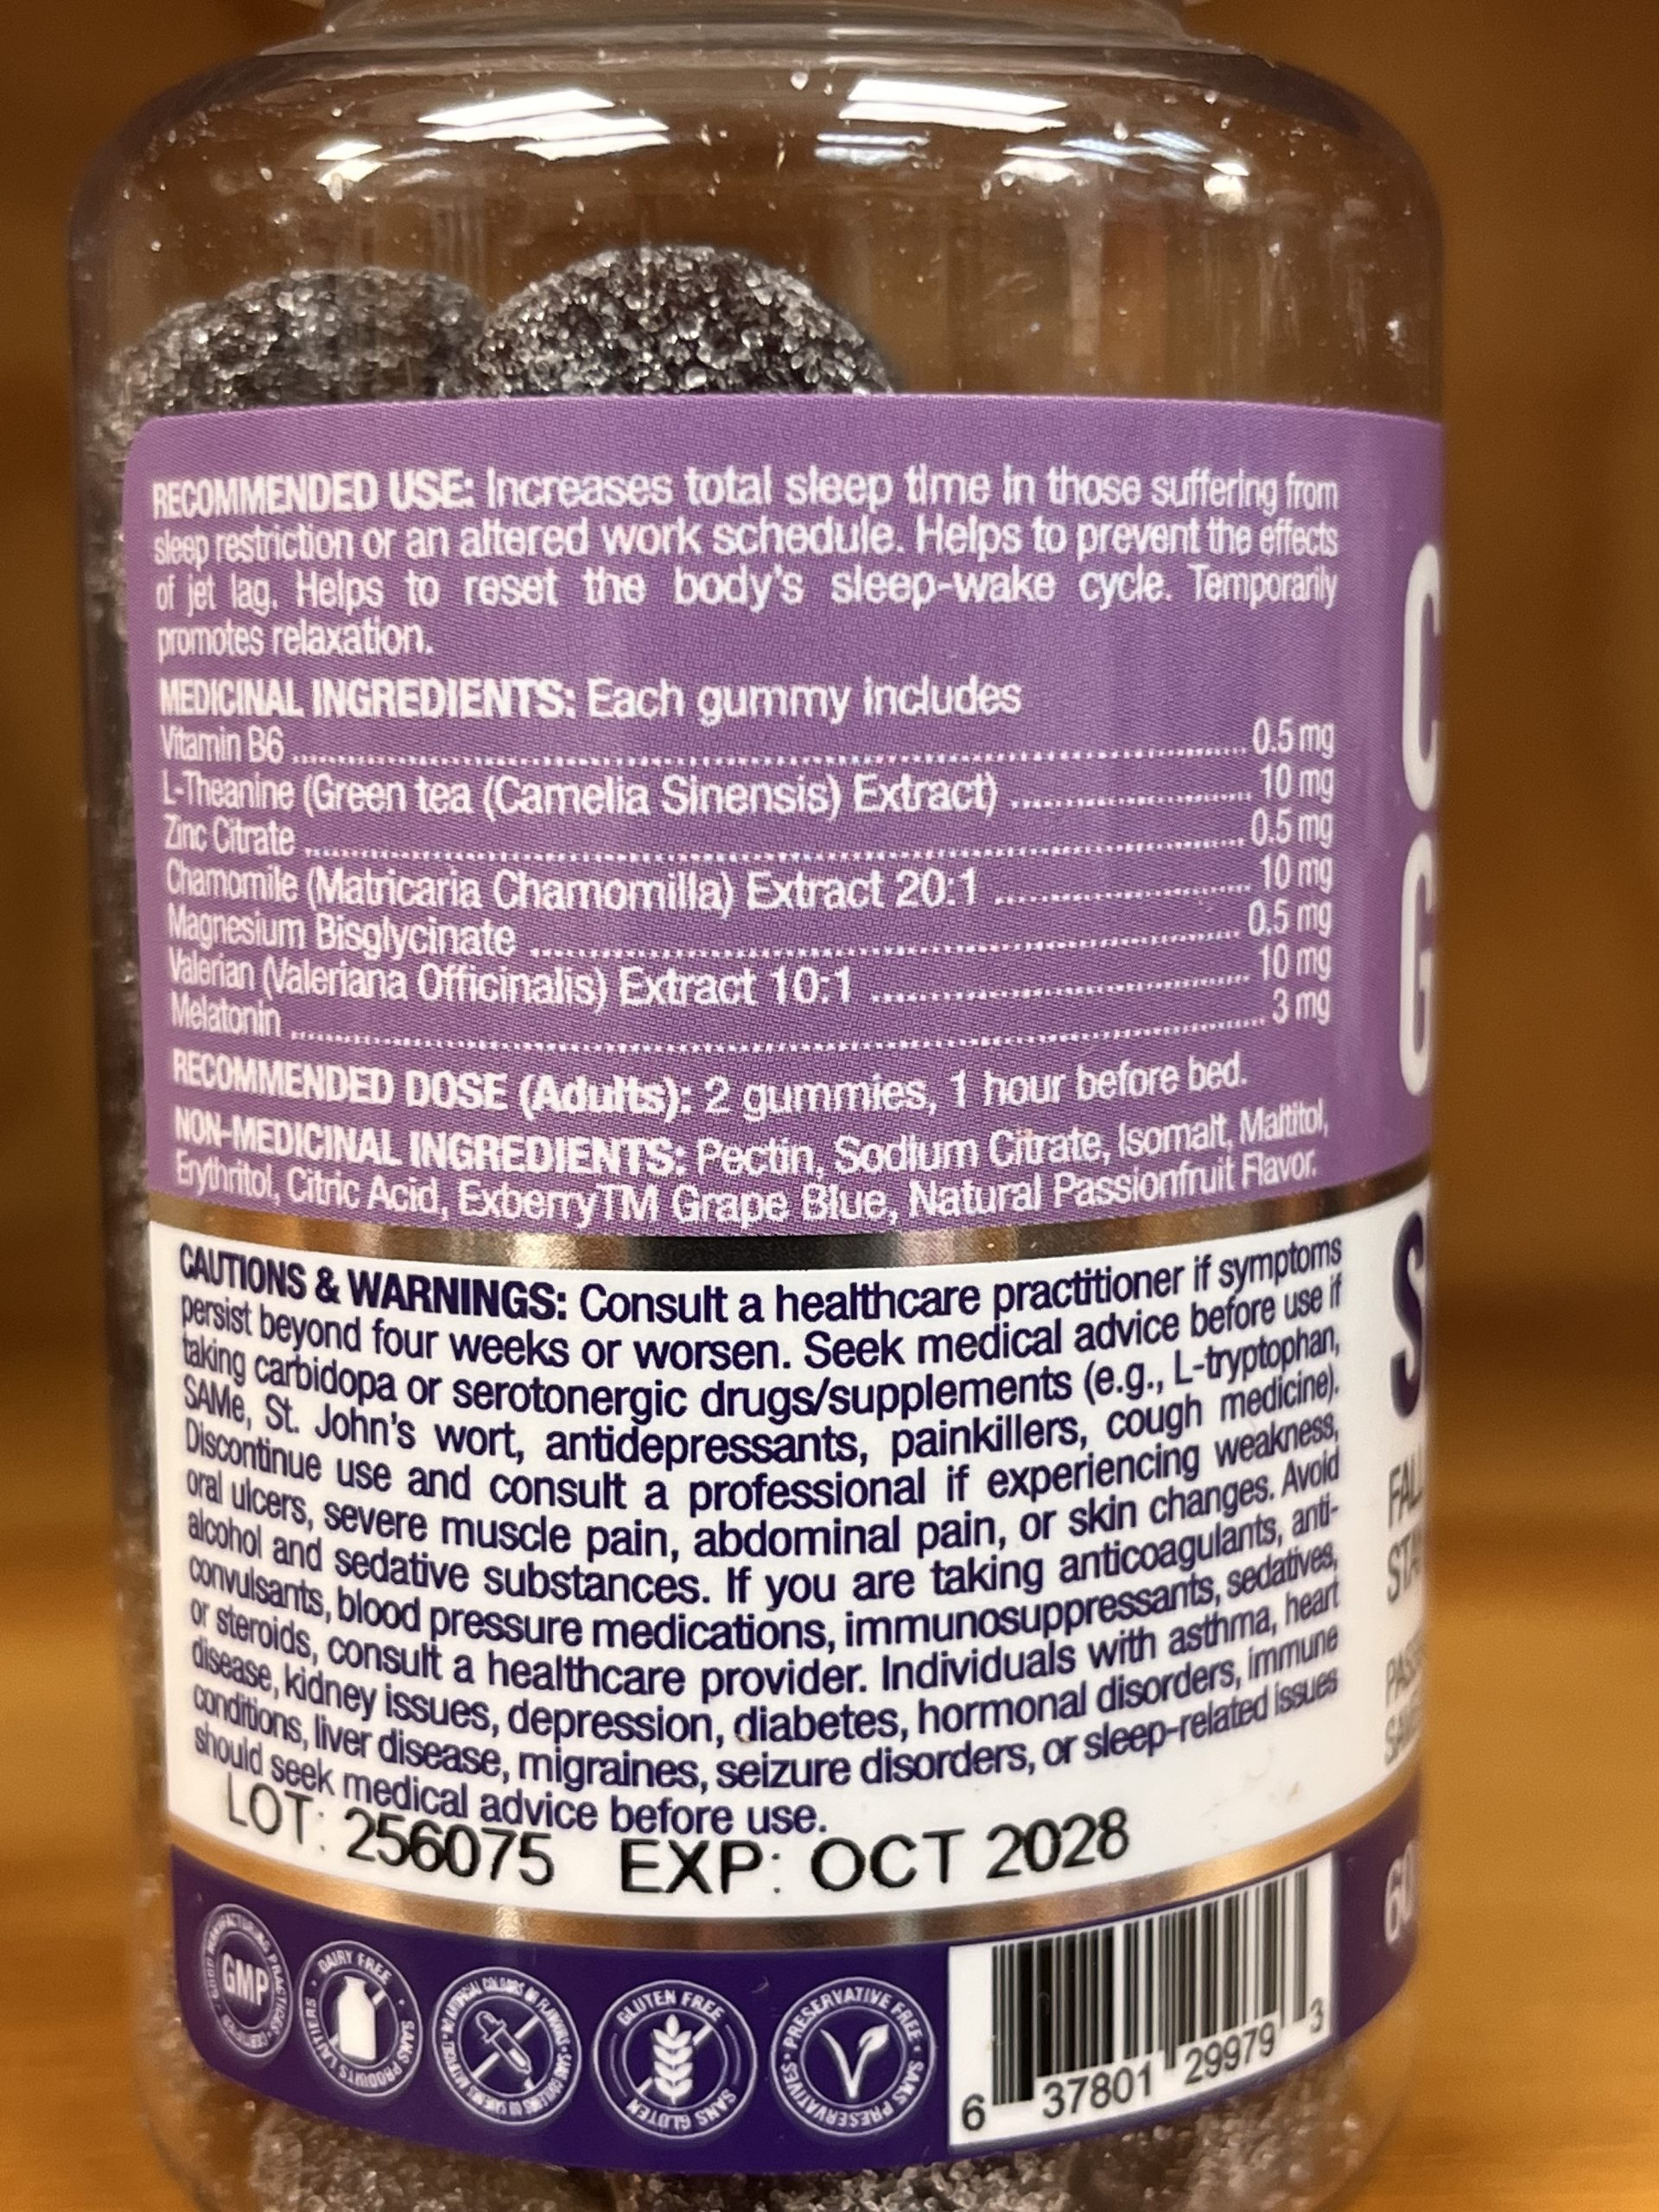 RECOMMENDED USE: Increases total sleep time in those suffering from
sleep restriction or an altered work schedule. Helps to prevent the effects
of jet lag. Helps to reset the body's sleep-wake cycle. Temporarily
promotes relaxation.
MEDICINAL INGREDIENTS: Each gummy includes
Vitamin B6 0.5 mg
L-Theanine (Green tea (Camelia Sinensis) Extract) 10 mg
Zinc Citrate 0.5 mg
Chamomile (Matricaria Chamomilla) Extract 20:1 10 mg
Magnesium Bisglycinate 0.5 mg
Valerian (Valeriana Officinalis) Extract 10:1 10 mg
Melatonin 3 mg
RECOMMENDED DOSE (Adults): 2 gummies, 1 hour before bed.
NON-MEDICINAL INGREDIENTS: Pectin, Sodium Citrate, Isomalt, Maltitol,
Erythritol, Citric Acid, ExberryTM Grape Blue, Natural Passionfruit Flavor.
CAUTIONS & WARNINGS: Consult a healthcare practitioner if symptoms
persist beyond four weeks or worsen. Seek medical advice before use if
taking carbidopa or serotonergic drugs/supplements (e.g., L-tryptophan,
SAMe, St. John's wort, antidepressants, painkillers, cough medicine).
Discontinue use and consult a professional if experiencing weakness,
oral ulcers, severe muscle pain, abdominal pain, or skin changes. Avoid
alcohol and sedative substances. If you are taking anticoagulants, anti-
convulsants, blood pressure medications, immunosuppressants, sedatives,
or steroids, consult a healthcare provider. Individuals with asthma, heart
disease, kidney issues, depression, diabetes, hormonal disorders, immune
conditions, liver disease, migraines, seizure disorders, or sleep-related issues
should seek medical advice before use.
LOT: 256075 EXP: OCT 2028
GMP
DAIRY FREE • SANS PRODUITS LAITIERS
GLUTEN FREE
SANS GLUTEN
PRESERVATIVE FREE • SANS PRESERVATIVES
6 37801 29979 3